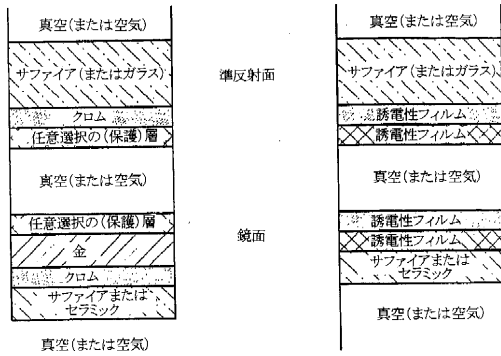 真空(または空気)
サファイア(またはガラス)
クロム
任意選択の(保護)層
真空(または空気)
任意選択の(保護)層
金
クロム
サファイアまたは
セラミック
真空(または空気)
準反射面
鏡面
真空(または空気)
サファイア(またはガラス)
誘電性フィルム
誘電性フィルム
真空(または空気)
誘電性フィルム
誘電性フィルム
サファイアまたは
セラミック
真空(または空気)